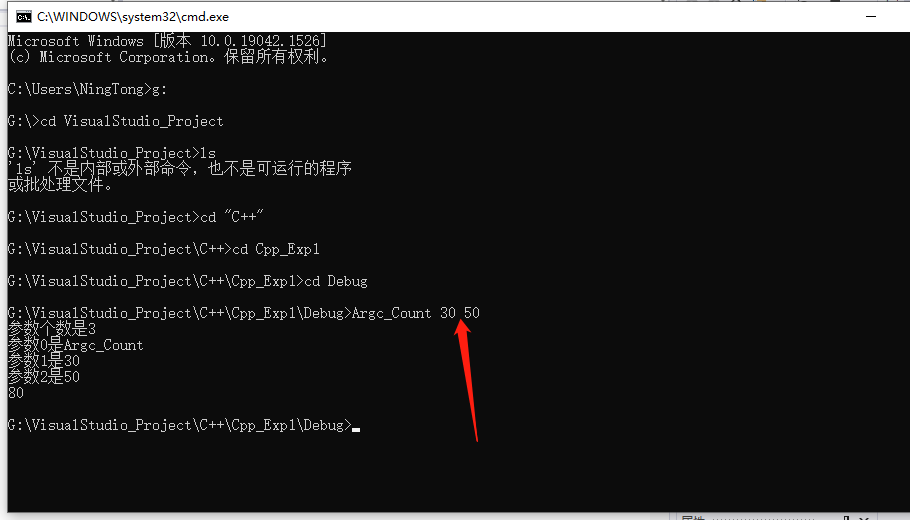 C:\WINDOWS\system32\cmd.exe
Microsoft Windows [版本 10.0.19042.1526]
(c) Microsoft Corporation。保留所有权利。
C:\Users\NingTong>g:
G:\>cd VisualStudio_Project
G:\VisualStudio_Project>ls
'ls' 不是内部或外部命令，也不是可运行的程序
或批处理文件。
G:\VisualStudio_Project>cd "C++"
G:\VisualStudio_Project\C++>cd Cpp_Exp1
G:\VisualStudio_Project\C++\Cpp_Exp1>cd Debug
G:\VisualStudio_Project\C++\Cpp_Exp1\Debug>Argc_Count 30 50
参数个数是3
参数0是Argc_Count
参数1是30
参数2是50
80
G:\VisualStudio_Project\C++\Cpp_Exp1\Debug>